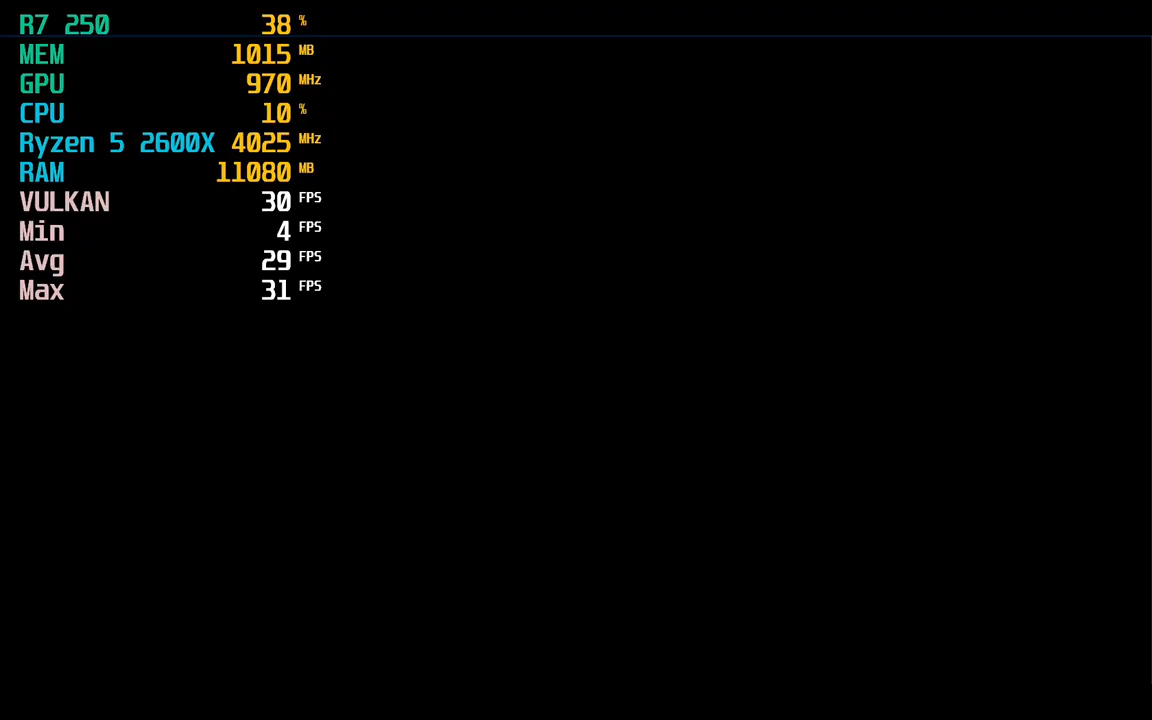 R7 250 38 %
MEM 1015 MB
GPU 970 MHz
CPU 10 %
Ryzen 5 2600X 4025 MHz
RAM 11080 MB
VULKAN 30 FPS
Min 4 FPS
Avg 29 FPS
Max 31 FPS